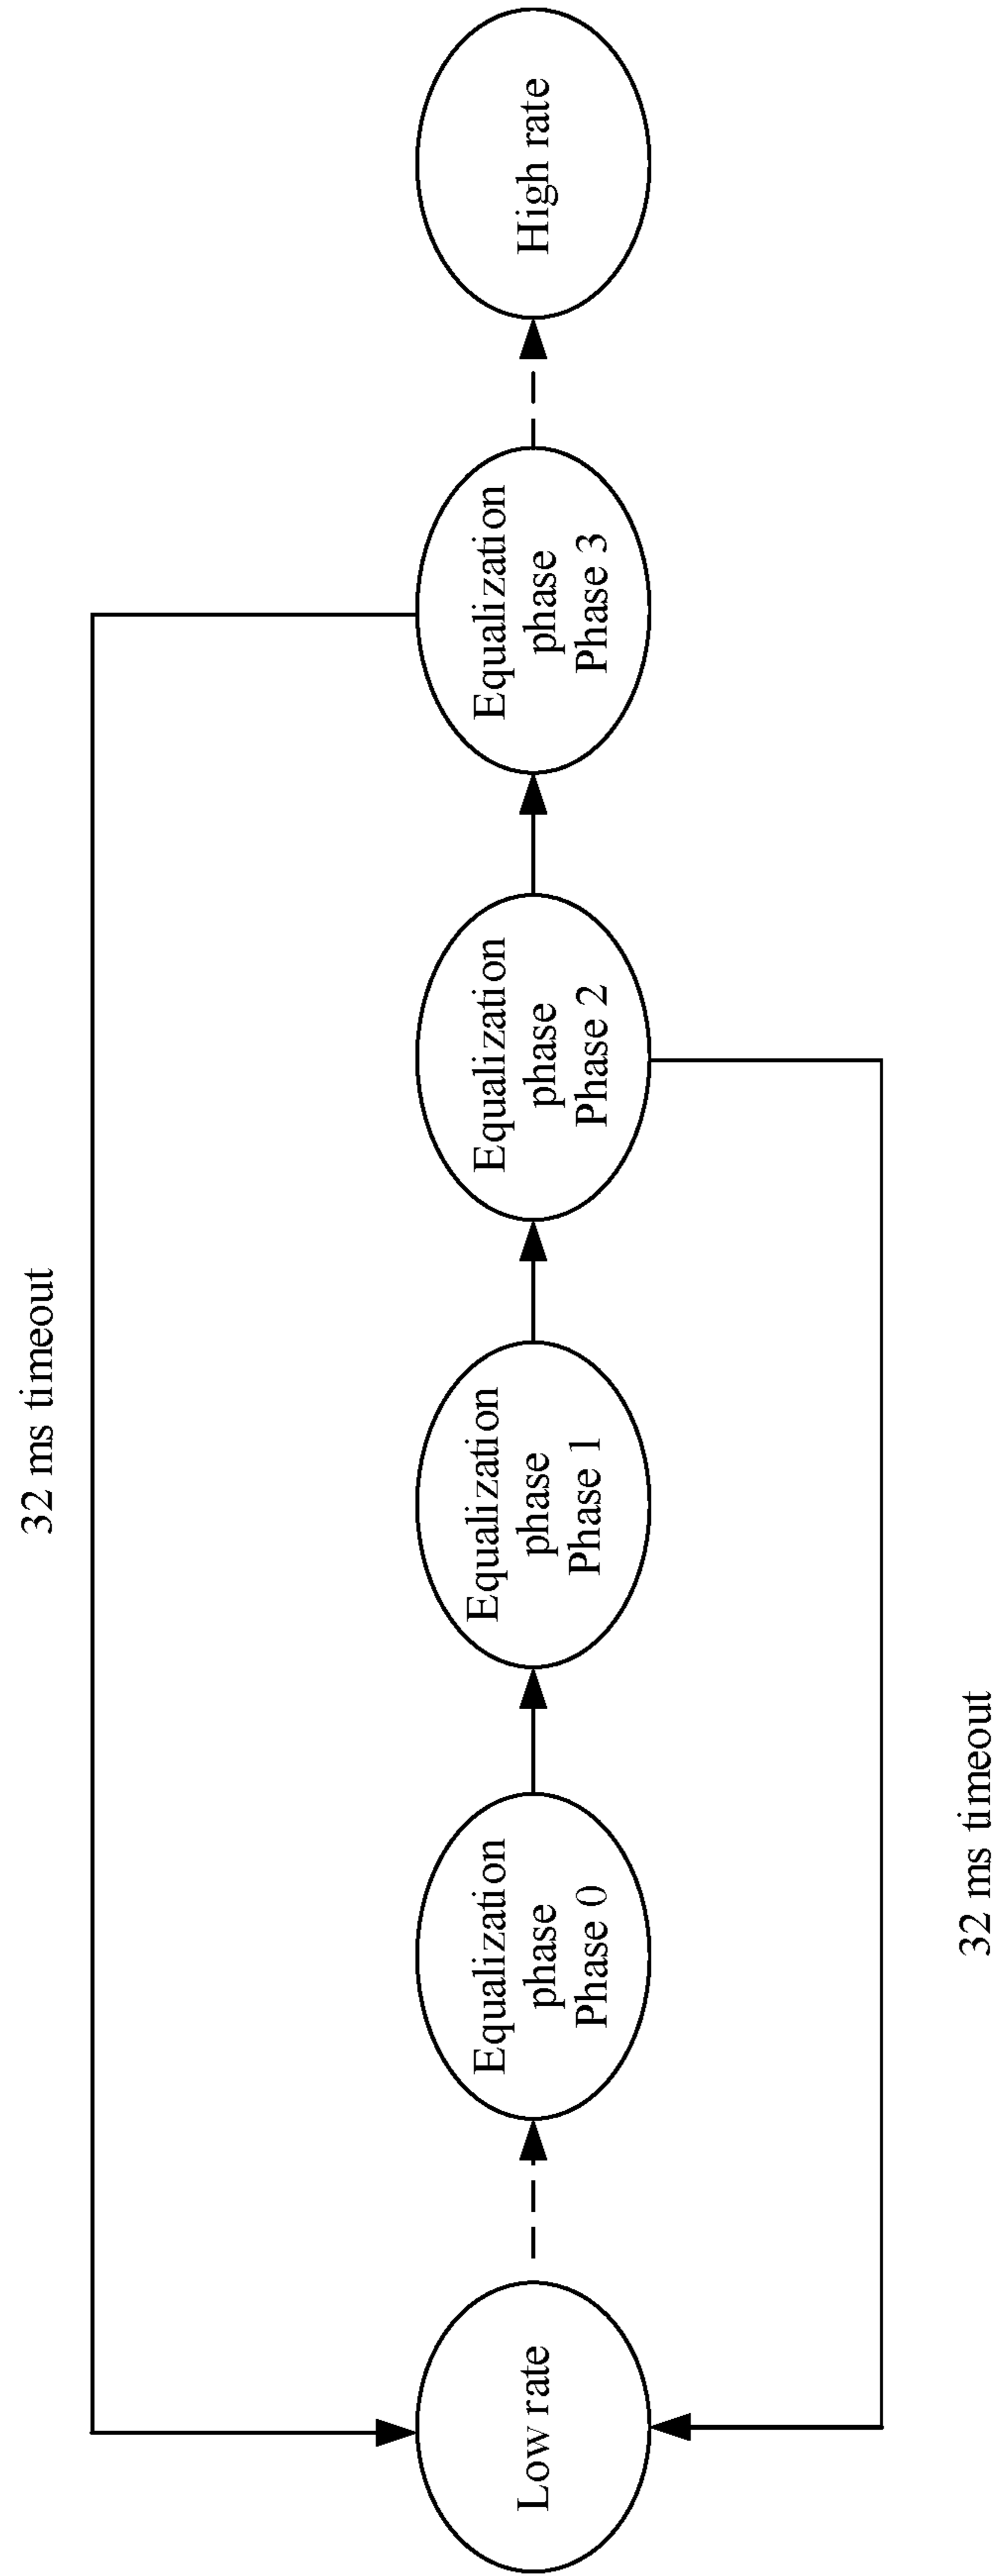 32 ms timeout
Low rate
Equalization
phase
Phase 0
Equalization
phase
Phase 1
Equalization
phase
Phase 2
Equalization
phase
Phase 3
High rate
32 ms timeout